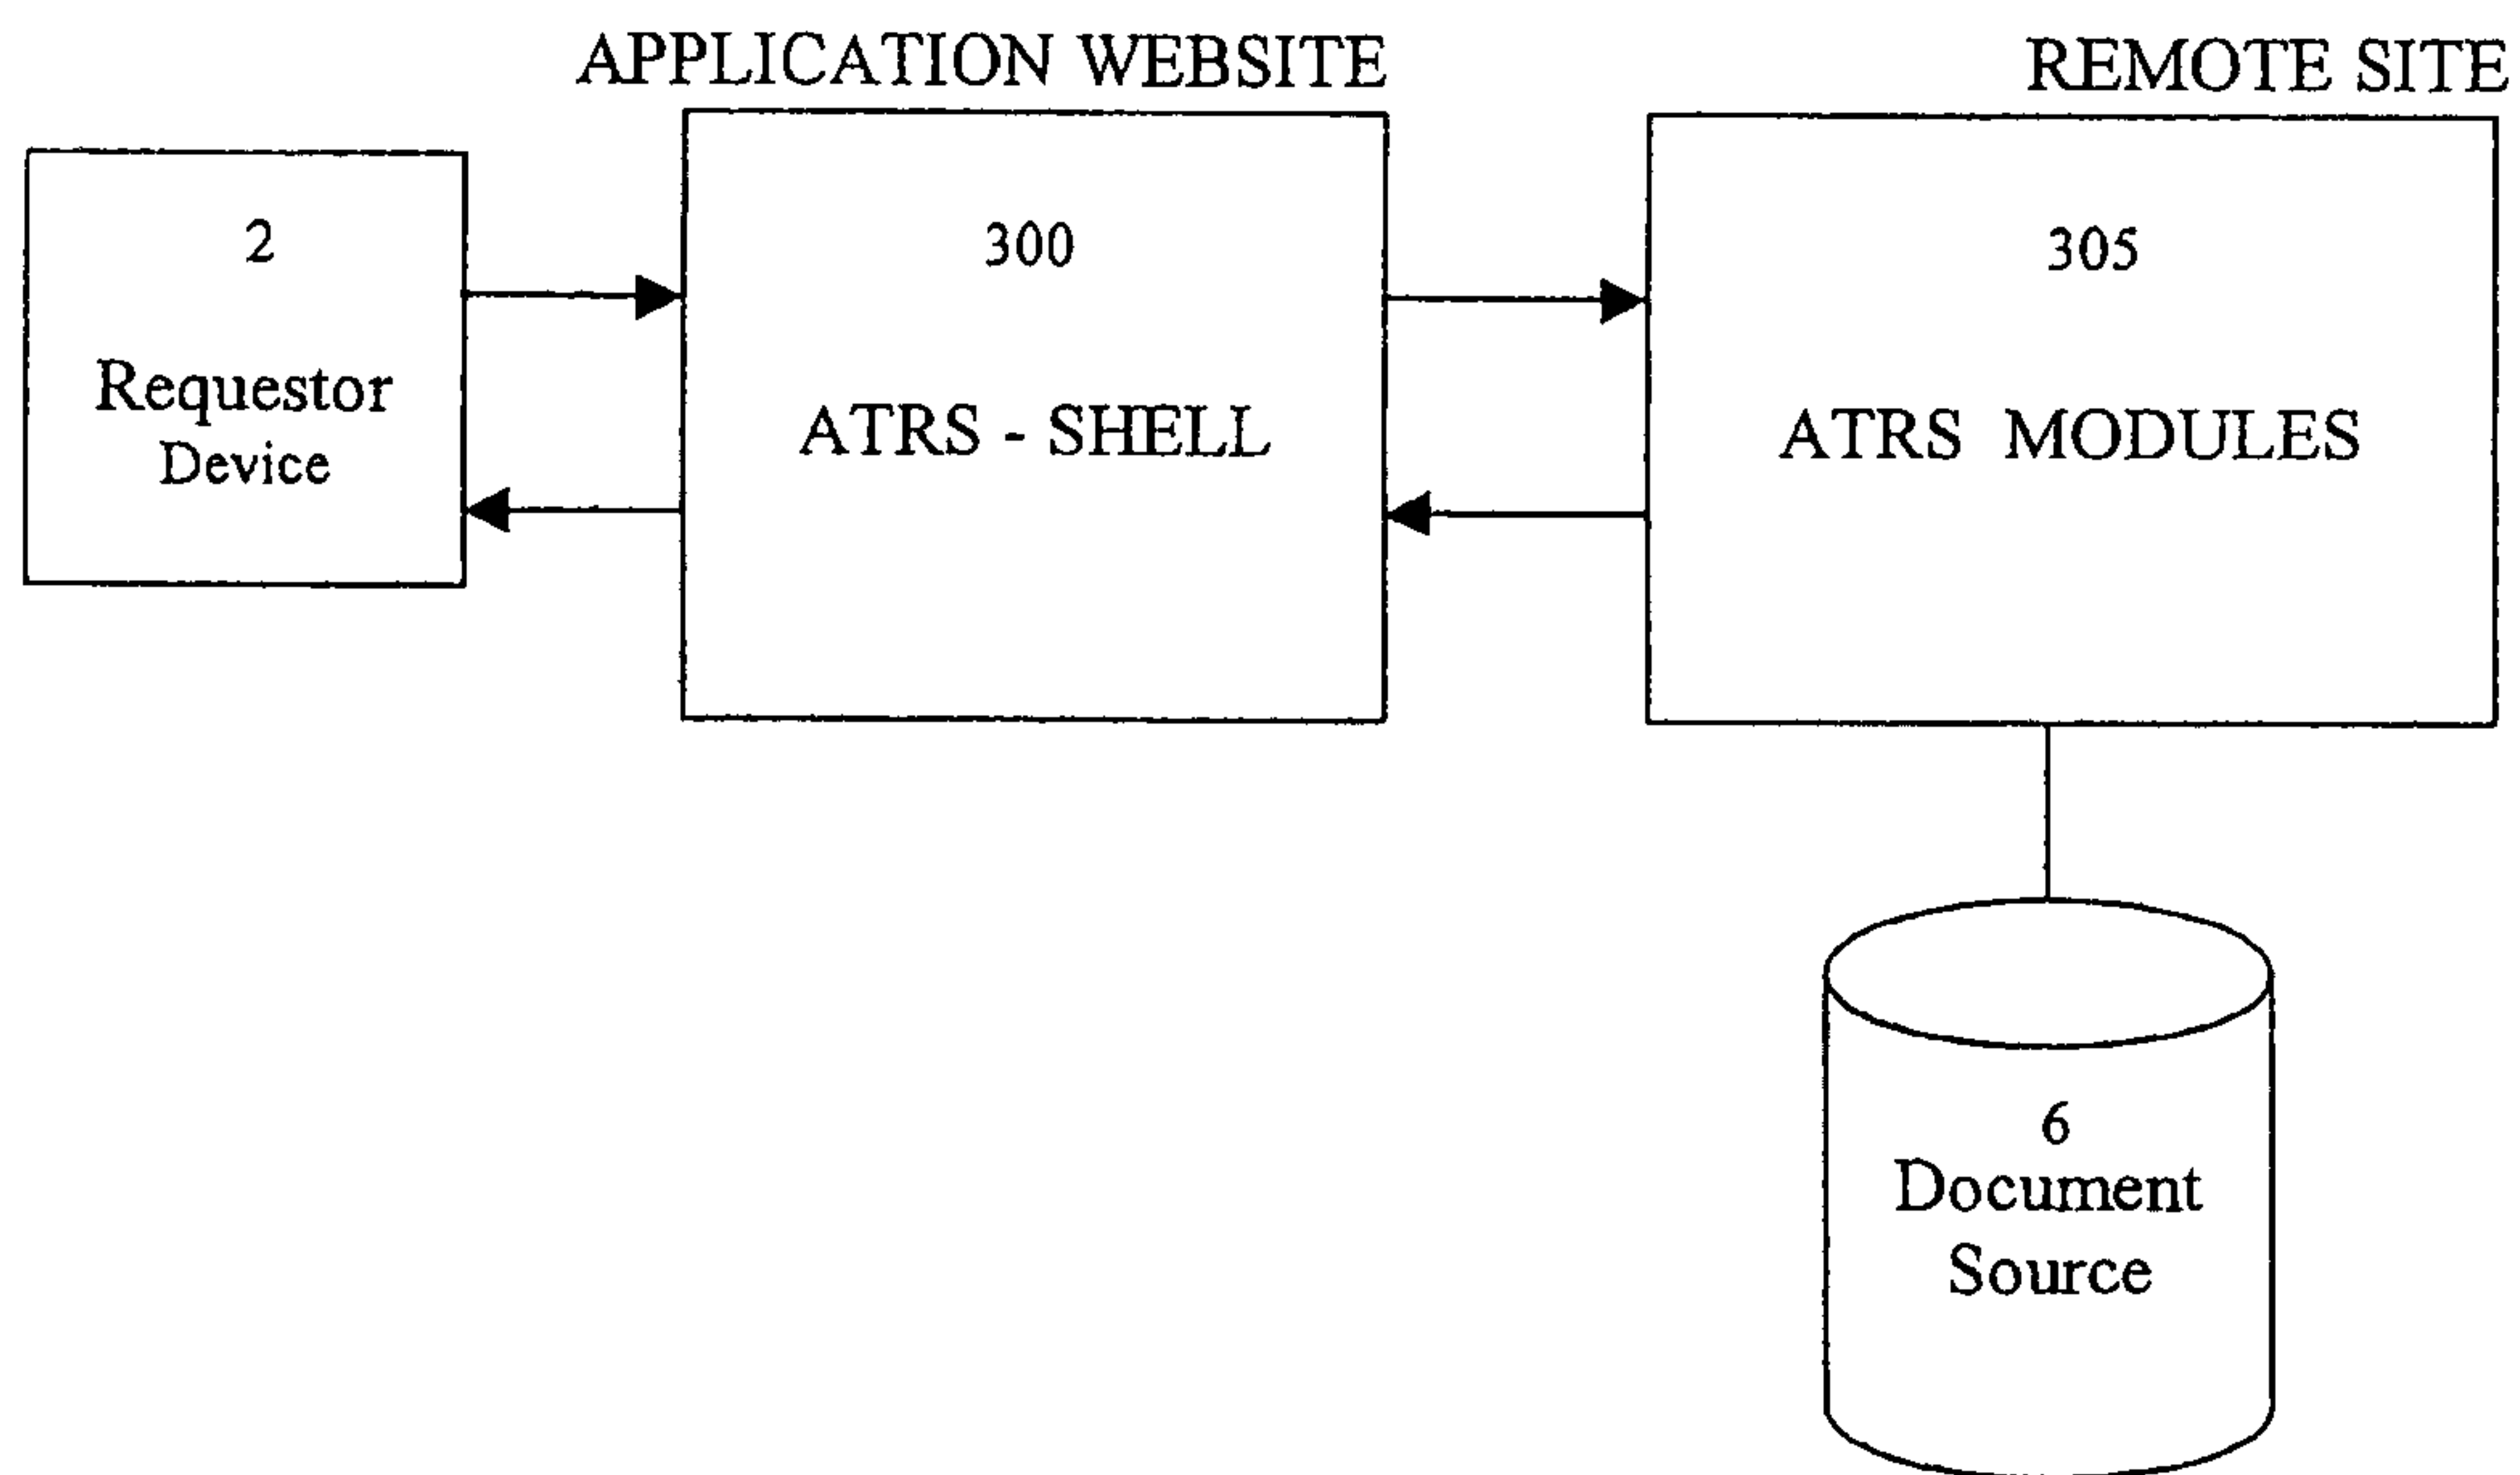 APPLICATION WEBSITE
REMOTE SITE
2
Requestor
Device
300
ATRS - SHELL
305
ATRS MODULES
6
Document
Source